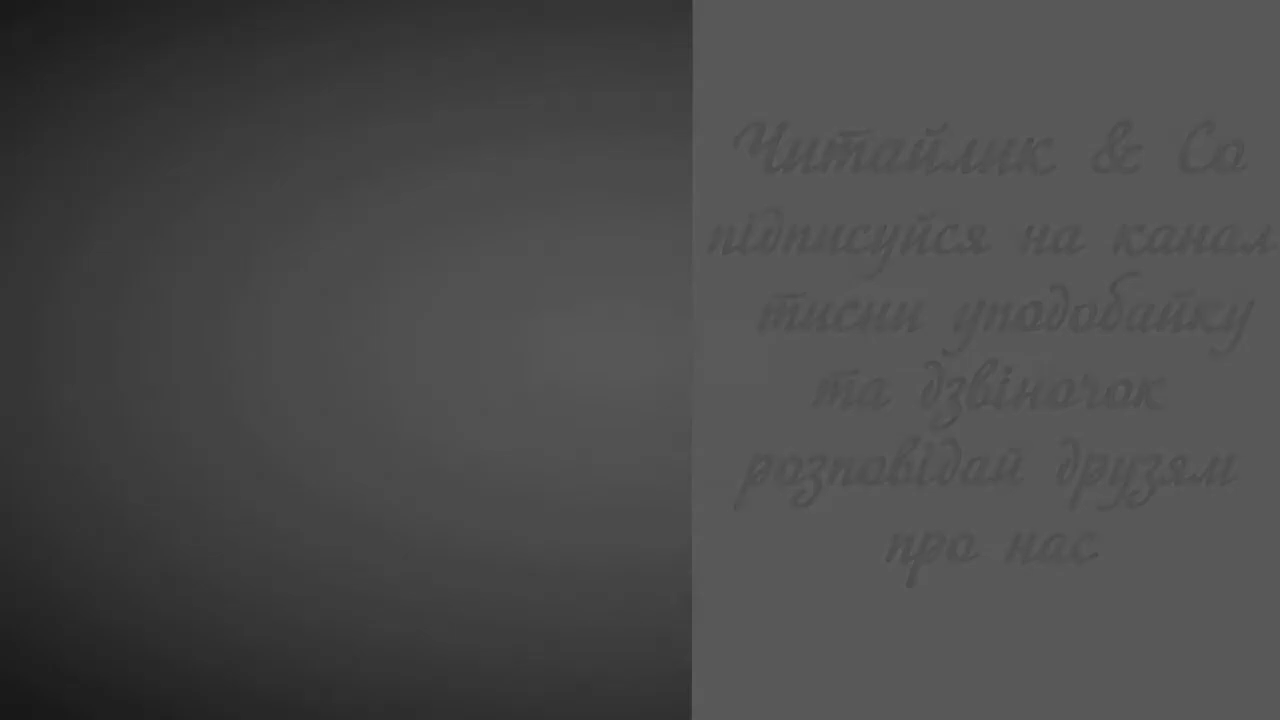 Читайлик & Co
підписуйся на канал
тисни уподобайку
та дзвіночок
розповідай друзям
про нас